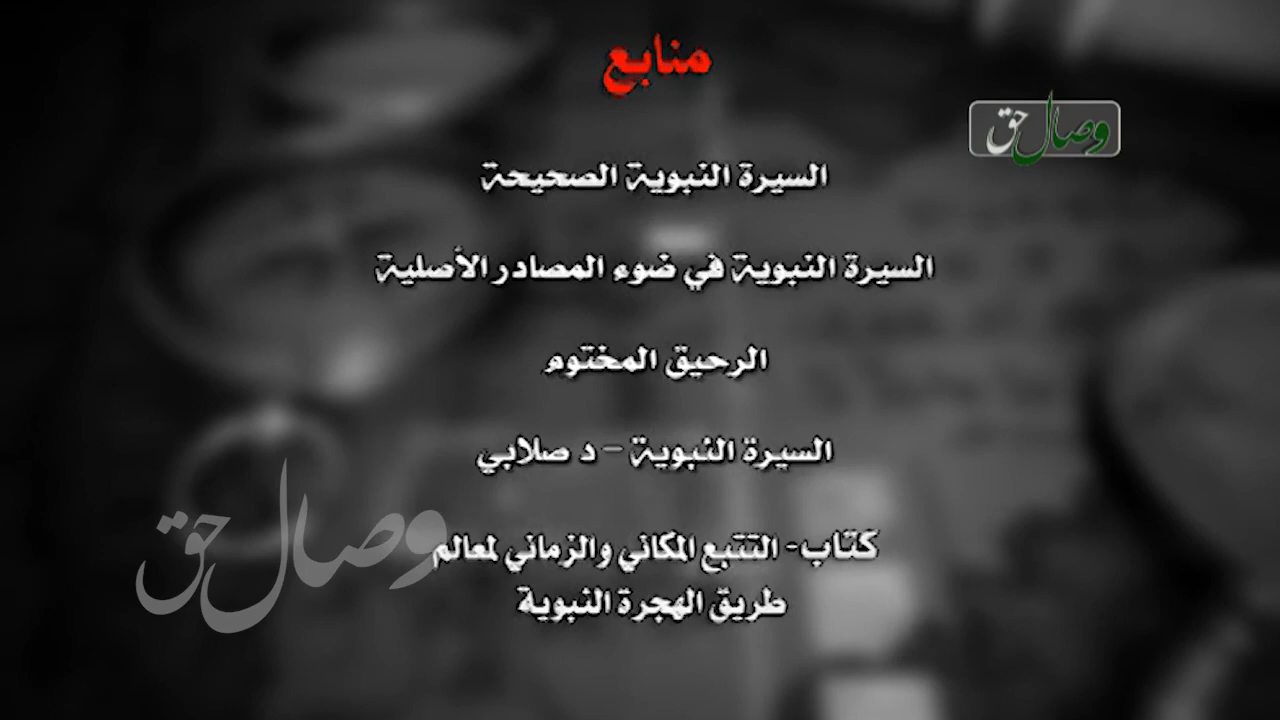 منابع
وصال حق
السيرة النبوية الصحيحة
السيرة النبوية في ضوء المصادر الأصلية
الرحيق المختوم
السيرة النبوية – د صلابي
كتاب- التتبع المكاني والزماني لمعالم
طريق الهجرة النبوية
وصال حق